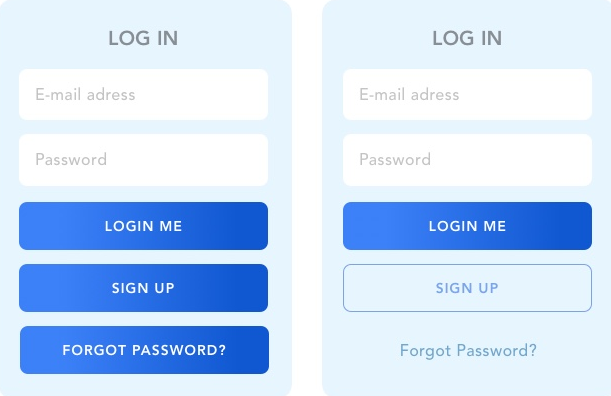 LOG IN
E-mail adress
Password
LOGIN ME
SIGN UP
FORGOT PASSWORD?
LOG IN
E-mail adress
Password
LOGIN ME
SIGN UP
Forgot Password?